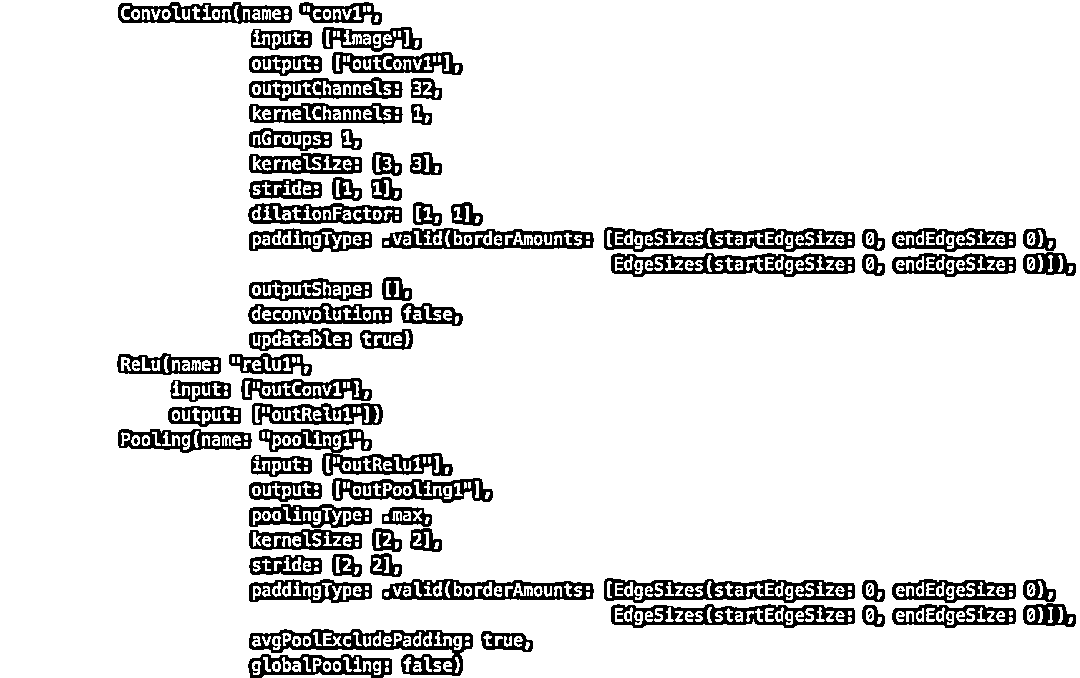 Convolution(name: "conv1",
input: ["image"],
output: ["outConv1"],
outputChannels: 32,
kernelChannels: 1,
nGroups: 1,
kernelSize: [3, 3],
stride: [1, 1],
dilationFactor: [1, 1],
paddingType: .valid(borderAmounts: [EdgeSizes(startEdgeSize: 0, endEdgeSize: 0),
EdgeSizes(startEdgeSize: 0, endEdgeSize: 0)]),
outputShape: [],
deconvolution: false,
updatable: true)
ReLu(name: "relu1",
input: ["outConv1"],
output: ["outRelu1"])
Pooling(name: "pooling1",
input: ["outRelu1"],
output: ["outPooling1"],
poolingType: .max,
kernelSize: [2, 2],
stride: [2, 2],
paddingType: .valid(borderAmounts: [EdgeSizes(startEdgeSize: 0, endEdgeSize: 0),
EdgeSizes(startEdgeSize: 0, endEdgeSize: 0)]),
avgPoolExcludePadding: true,
globalPooling: false)